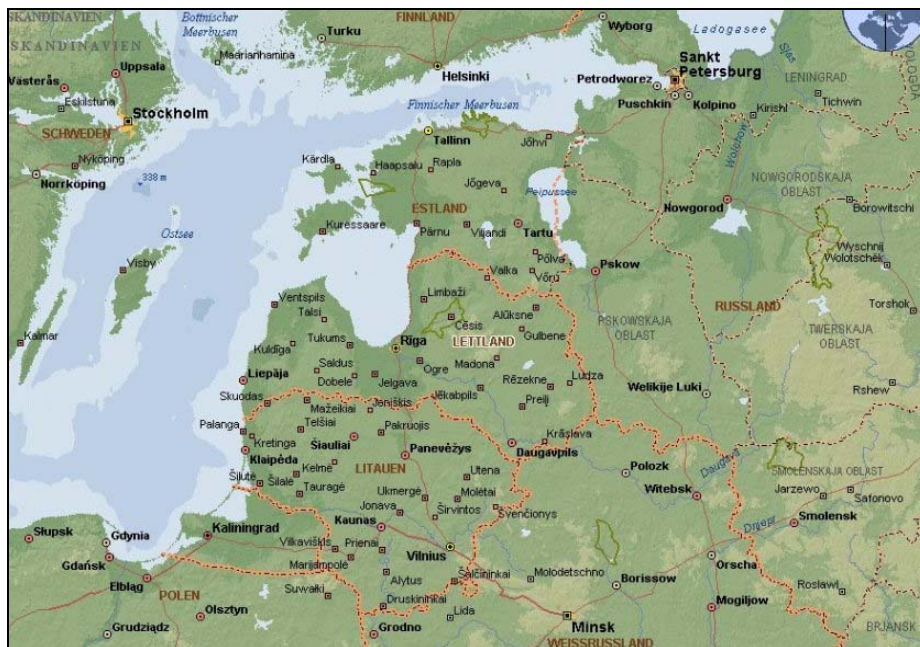 SKANDINAVIEN
SKANDINAVIEN
Bottnischer
Meerbusen
FINNLAND
Turku
Wyborg
Ladogasee
Sjas
VOLOGDA
Uppsala
Maarianhamina
Västerås
Helsinki
Sankt
Petersburg
Petrodworez
LENINGRAD
Eskilstuna
Stockholm
Finnischer Meerbusen
Puschkin
Kolpino
Tichwin
Kirishi
SCHWEDEN
Tallinn
Jõhvi
Wolchow
Nyköping
Kärdla
Haapsalu
Rapla
Norrköping
338 m
Jõgeva
Peipussee
NOWGORODSKAJA
OBLAST
Nowgorod
Borowitschi
ESTLAND
Ostsee
Kuressaare
Pärnu
Viljandi
Tartu
Wyschnij
Wolotschek
Põlva
Visby
Valka
Võru
Pskow
Ventspils
Limbaži
RUSSLAND
Torshok
Talsi
Alūksne
Cēsis
PSKOWSKAJA
OBLAST
TWERSKAJA
OBLAST
Kalmar
Kuldīga
Tukums
Rīga
LETTLAND
Gulbene
Saldus
Ogre
Madona
Liepāja
Dobele
Jelgava
Rēzekne
Ludza
Rshew
Jēkabpils
Welikije Luki
Skuodas
Mažeikiai
Joniškis
Preiļi
Palanga
Telšiai
Pakruojis
Krāslava
Kretinga
Šiauliai
Daugavpils
Klaipėda
Panevėžys
Daugava
LITAUEN
Kelmė
Utena
Polozk
SMOLENSKAJA OBLAST
Šilutė
Šilalė
Tauragė
Ukmergė
Molėtai
Witebsk
Jarzewo
Safonovo
Jonava
Širvintos
Švenčionys
Słupsk
Gdynia
Kaliningrad
Kaunas
Dnjepr
Smolensk
Vilkaviškis
Prienai
Vilnius
Gdańsk
Marijampolė
Orscha
Elbląg
Alytus
Šalčininkai
Molodetschno
Borissow
POLEN
Suwałki
Roslawl
Olsztyn
Druskininkai
Lida
Mogiljow
Grudziądz
Grodno
Minsk
BRJANSK
WEISSRUSSLAND